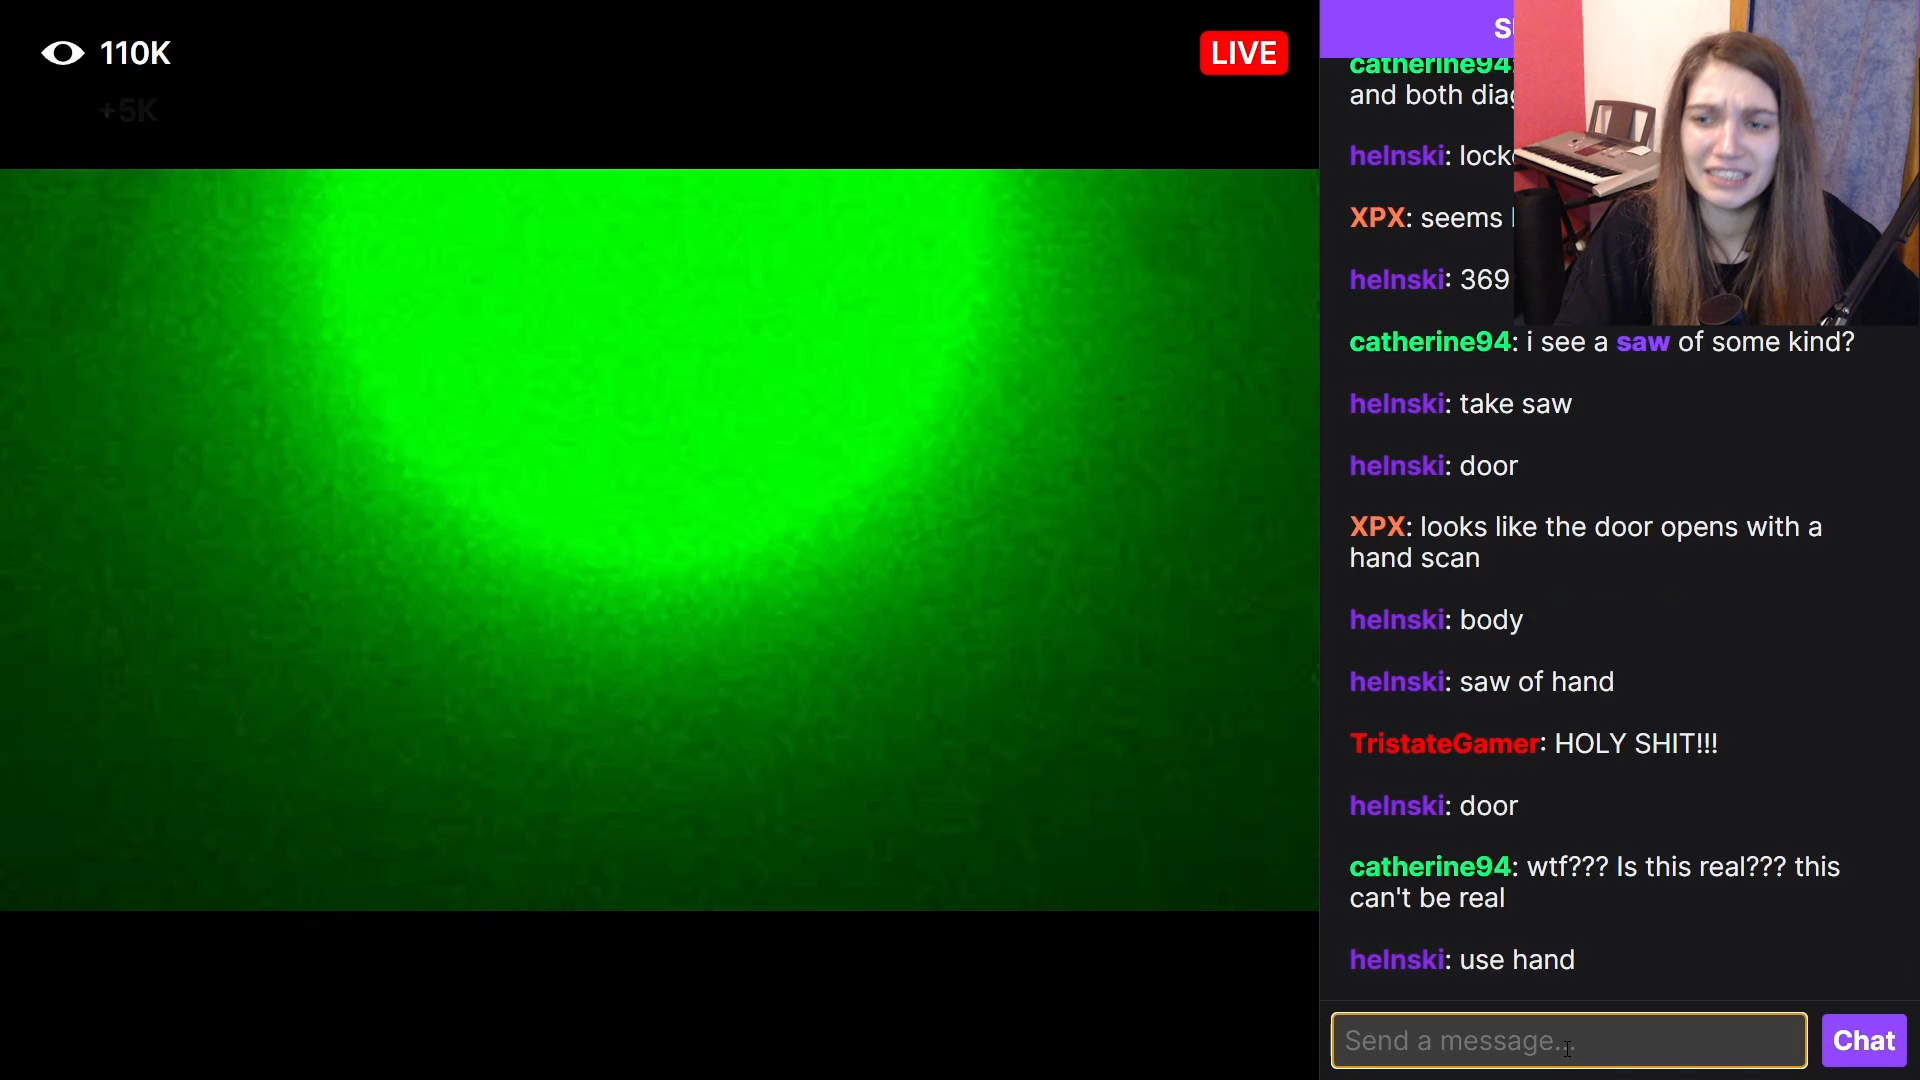 110K
+5K
LIVE
catherine94:
and both
helnski:
XPX: seems
helnski: 369
catherine94: i see a saw of some kind?
helnski: take saw
helnski: door
XPX: looks like the door opens with a
hand scan
helnski: body
helnski: saw of hand
TristateGamer: HOLY SHIT!!!
helnski: door
catherine94: wtf??? Is this real??? this
can't be real
helnski: use hand
Send a message...
Chat